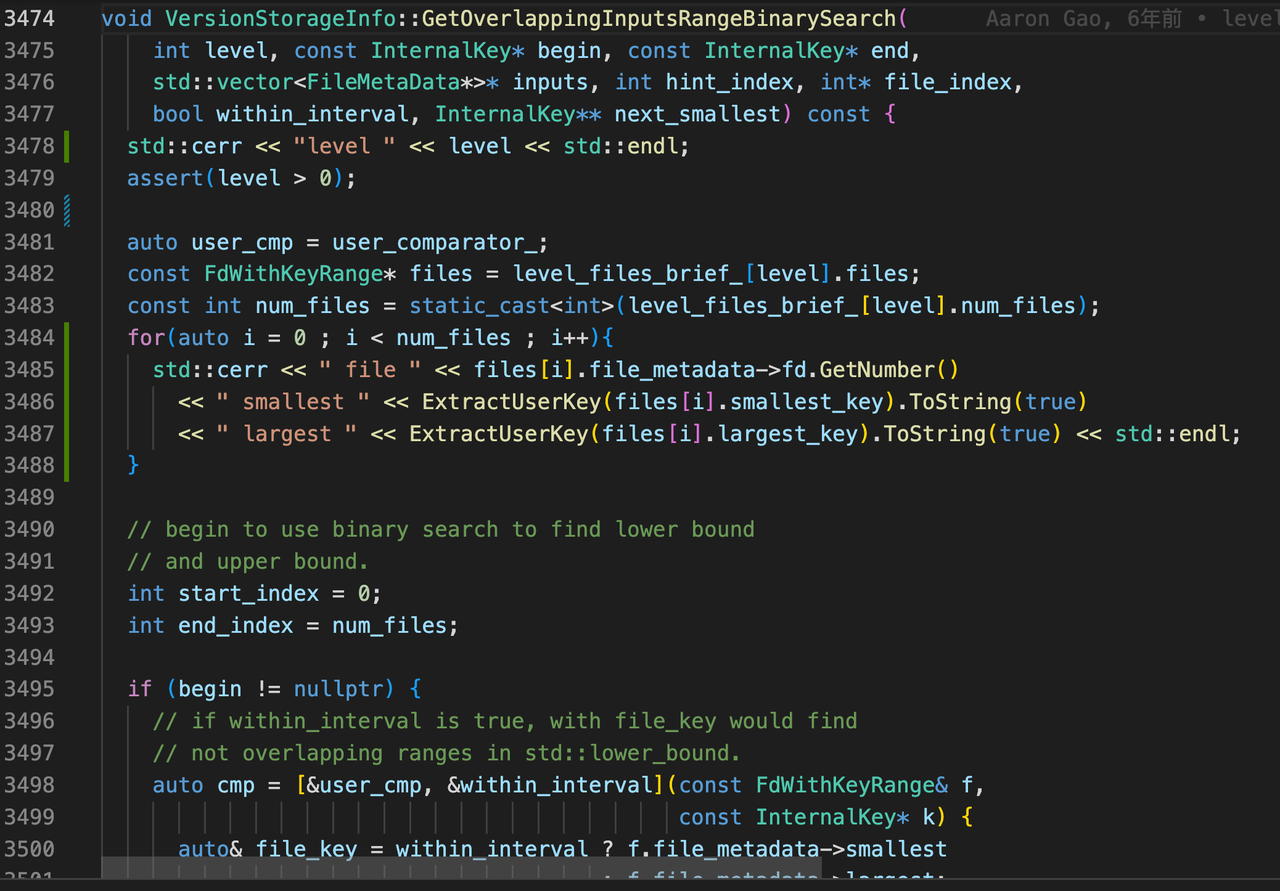 3474 void VersionStorageInfo::GetOverlappingInputsRangeBinarySearch( Aaron Gao, 6年前 • level
3475 int level, const InternalKey* begin, const InternalKey* end,
3476 std::vector<FileMetaData*>* inputs, int hint_index, int* file_index,
3477 bool within_interval, InternalKey** next_smallest) const {
3478 std::cerr << "level " << level << std::endl;
3479 assert(level > 0);
3480
3481 auto user_cmp = user_comparator_;
3482 const FdWithKeyRange* files = level_files_brief_[level].files;
3483 const int num_files = static_cast<int>(level_files_brief_[level].num_files);
3484 for(auto i = 0 ; i < num_files ; i++){
3485 std::cerr << " file " << files[i].file_metadata->fd.GetNumber()
3486 << " smallest " << ExtractUserKey(files[i].smallest_key).ToString(true)
3487 << " largest " << ExtractUserKey(files[i].largest_key).ToString(true) << std::endl;
3488 }
3489
3490 // begin to use binary search to find lower bound
3491 // and upper bound.
3492 int start_index = 0;
3493 int end_index = num_files;
3494
3495 if (begin != nullptr) {
3496 // if within_interval is true, with file_key would find
3497 // not overlapping ranges in std::lower_bound.
3498 auto cmp = [&user_cmp, &within_interval](const FdWithKeyRange& f,
3499 const InternalKey* k) {
3500 auto& file_key = within_interval ? f.file_metadata->smallest
3501 : f.file_metadata->largest;